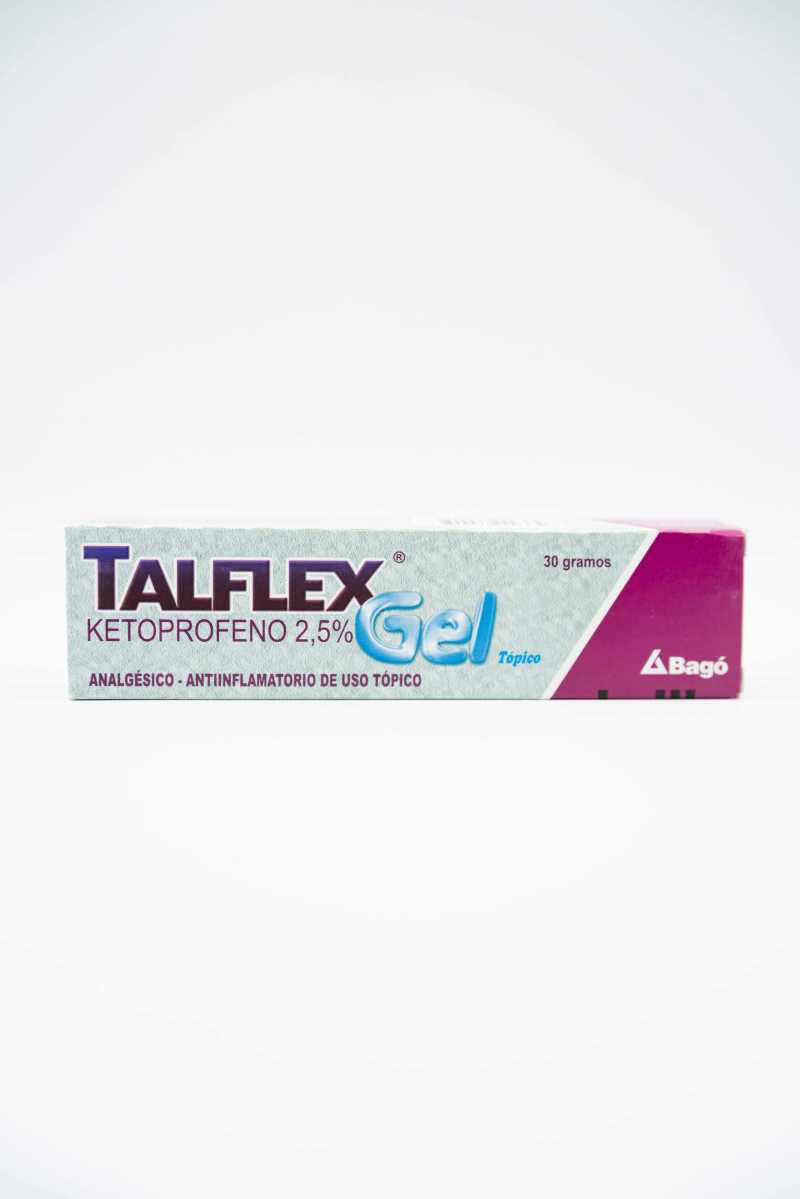 TALFLEX®
30 gramos
KETOPROFENO 2,5% Gel
Tópico
Bagó
ANALGÉSICO - ANTIINFLAMATORIO DE USO TÓPICO